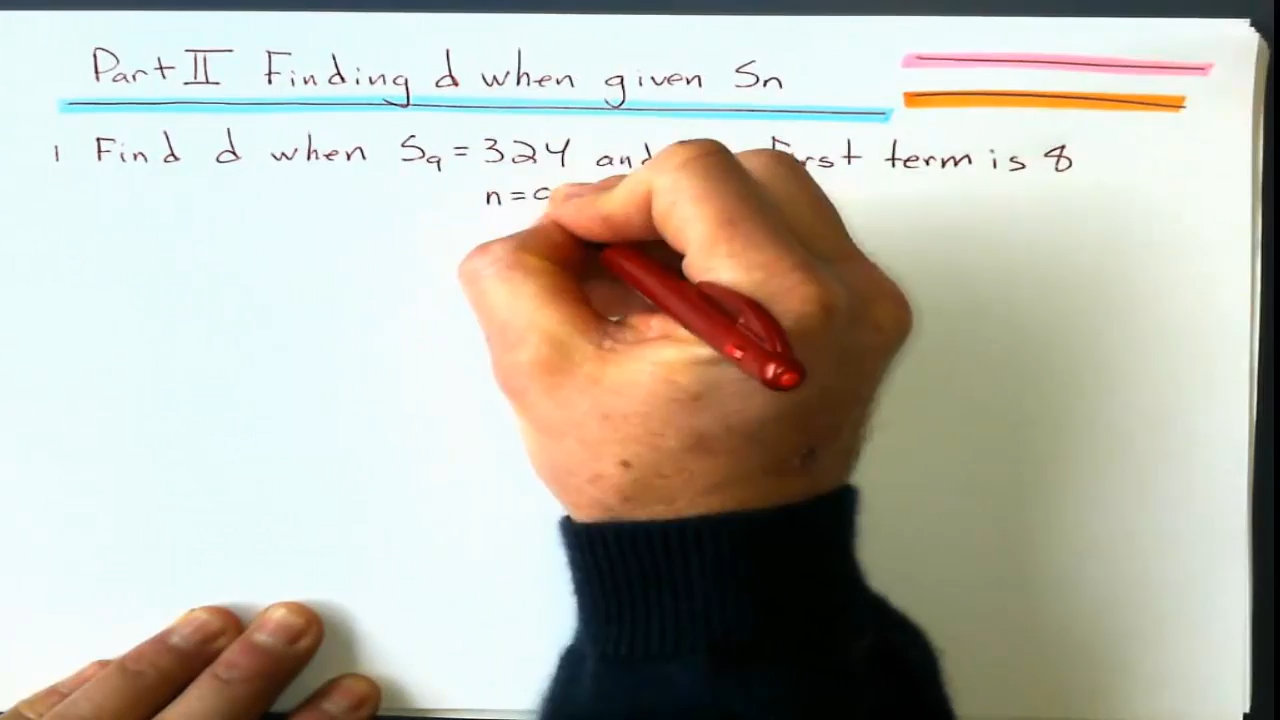 Part II Finding d when given Sn
1 Find d when S9 = 324 and First term is 8
n =